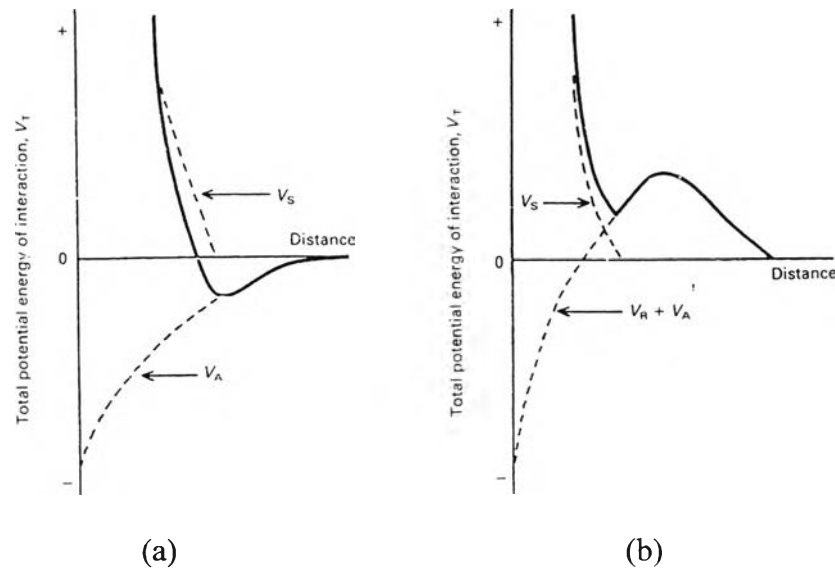 Total potential energy of interaction, V_T
+
V_S
Distance
0
V_A
−
(a)
Total potential energy of interaction, V_T
+
V_S
0
Distance
V_R + V_A
−
(b)